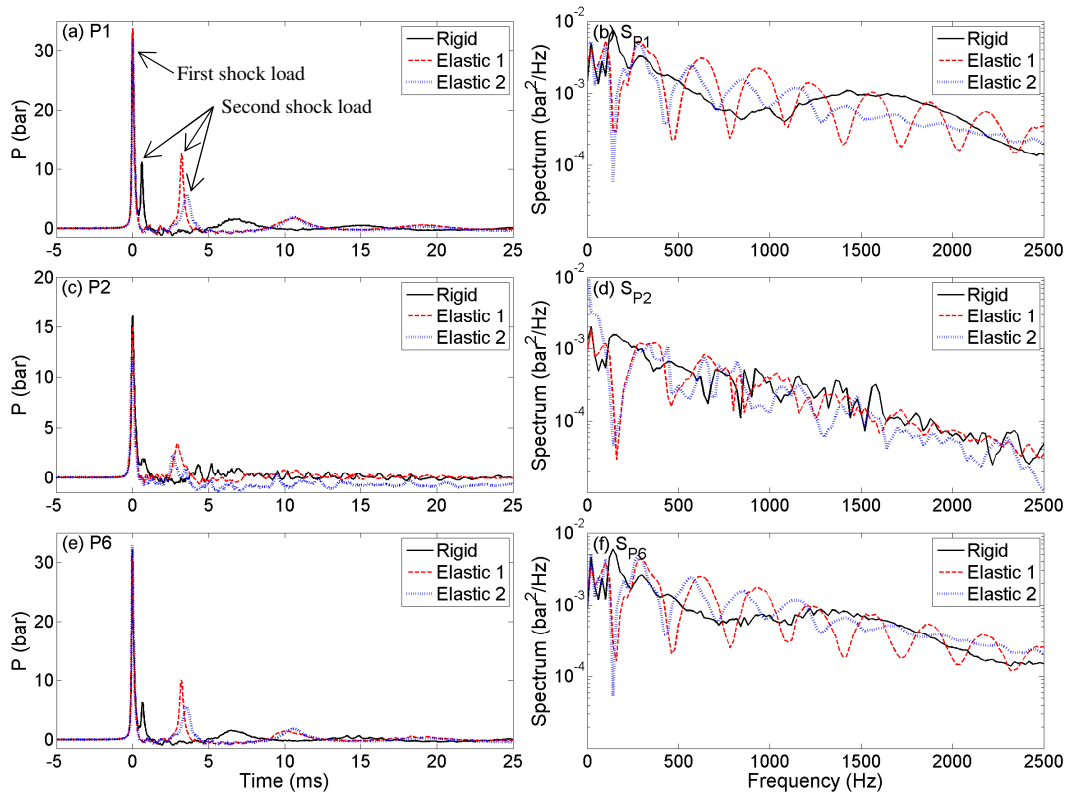 (a) P1
Rigid
Elastic 1
Elastic 2
First shock load
Second shock load
P (bar)
30
20
10
0
-5 0 5 10 15 20 25
(b) S_P1
Rigid
Elastic 1
Elastic 2
Spectrum (bar²/Hz)
10⁻²
10⁻³
10⁻⁴
0 500 1000 1500 2000 2500
(c) P2
Rigid
Elastic 1
Elastic 2
P (bar)
20
15
10
5
0
-5 0 5 10 15 20 25
(d) S_P2
Rigid
Elastic 1
Elastic 2
Spectrum (bar²/Hz)
10⁻²
10⁻³
10⁻⁴
0 500 1000 1500 2000 2500
(e) P6
Rigid
Elastic 1
Elastic 2
P (bar)
30
20
10
0
-5 0 5 10 15 20 25
Time (ms)
(f) S_P6
Rigid
Elastic 1
Elastic 2
Spectrum (bar²/Hz)
10⁻²
10⁻³
10⁻⁴
0 500 1000 1500 2000 2500
Frequency (Hz)